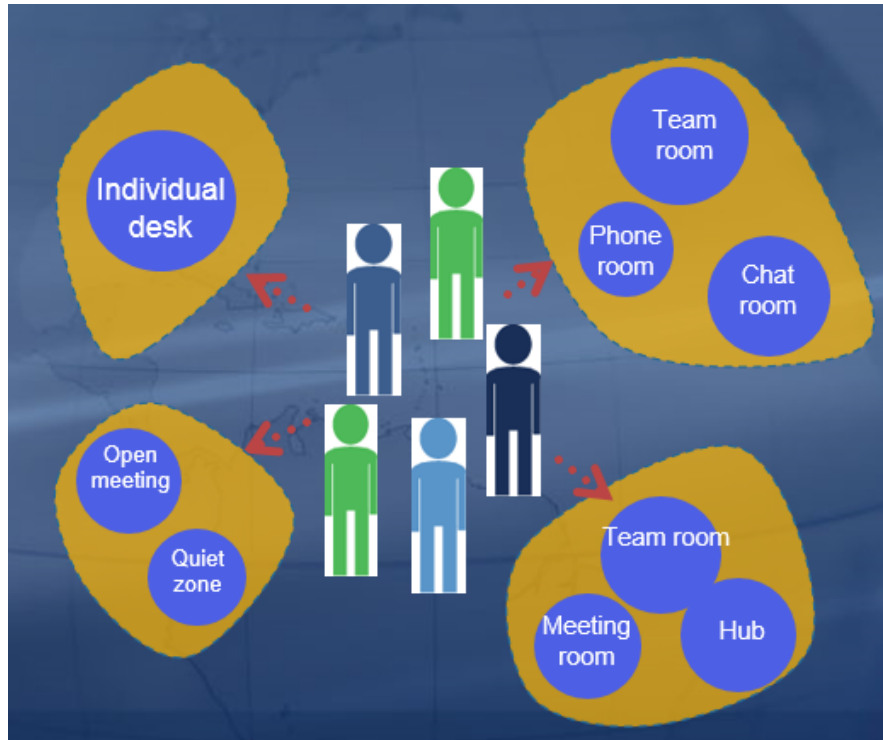 Individual
desk
Team
room
Phone
room
Chat
room
Open
meeting
Quiet
zone
Team room
Meeting
room
Hub